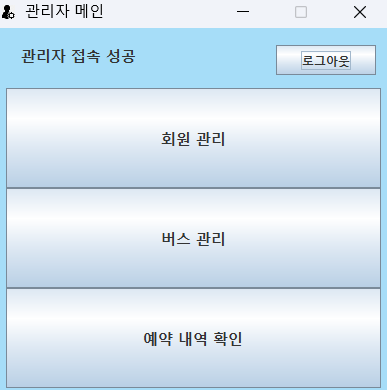 관리자 메인
관리자 접속 성공
로그아웃
회원 관리
버스 관리
예약 내역 확인